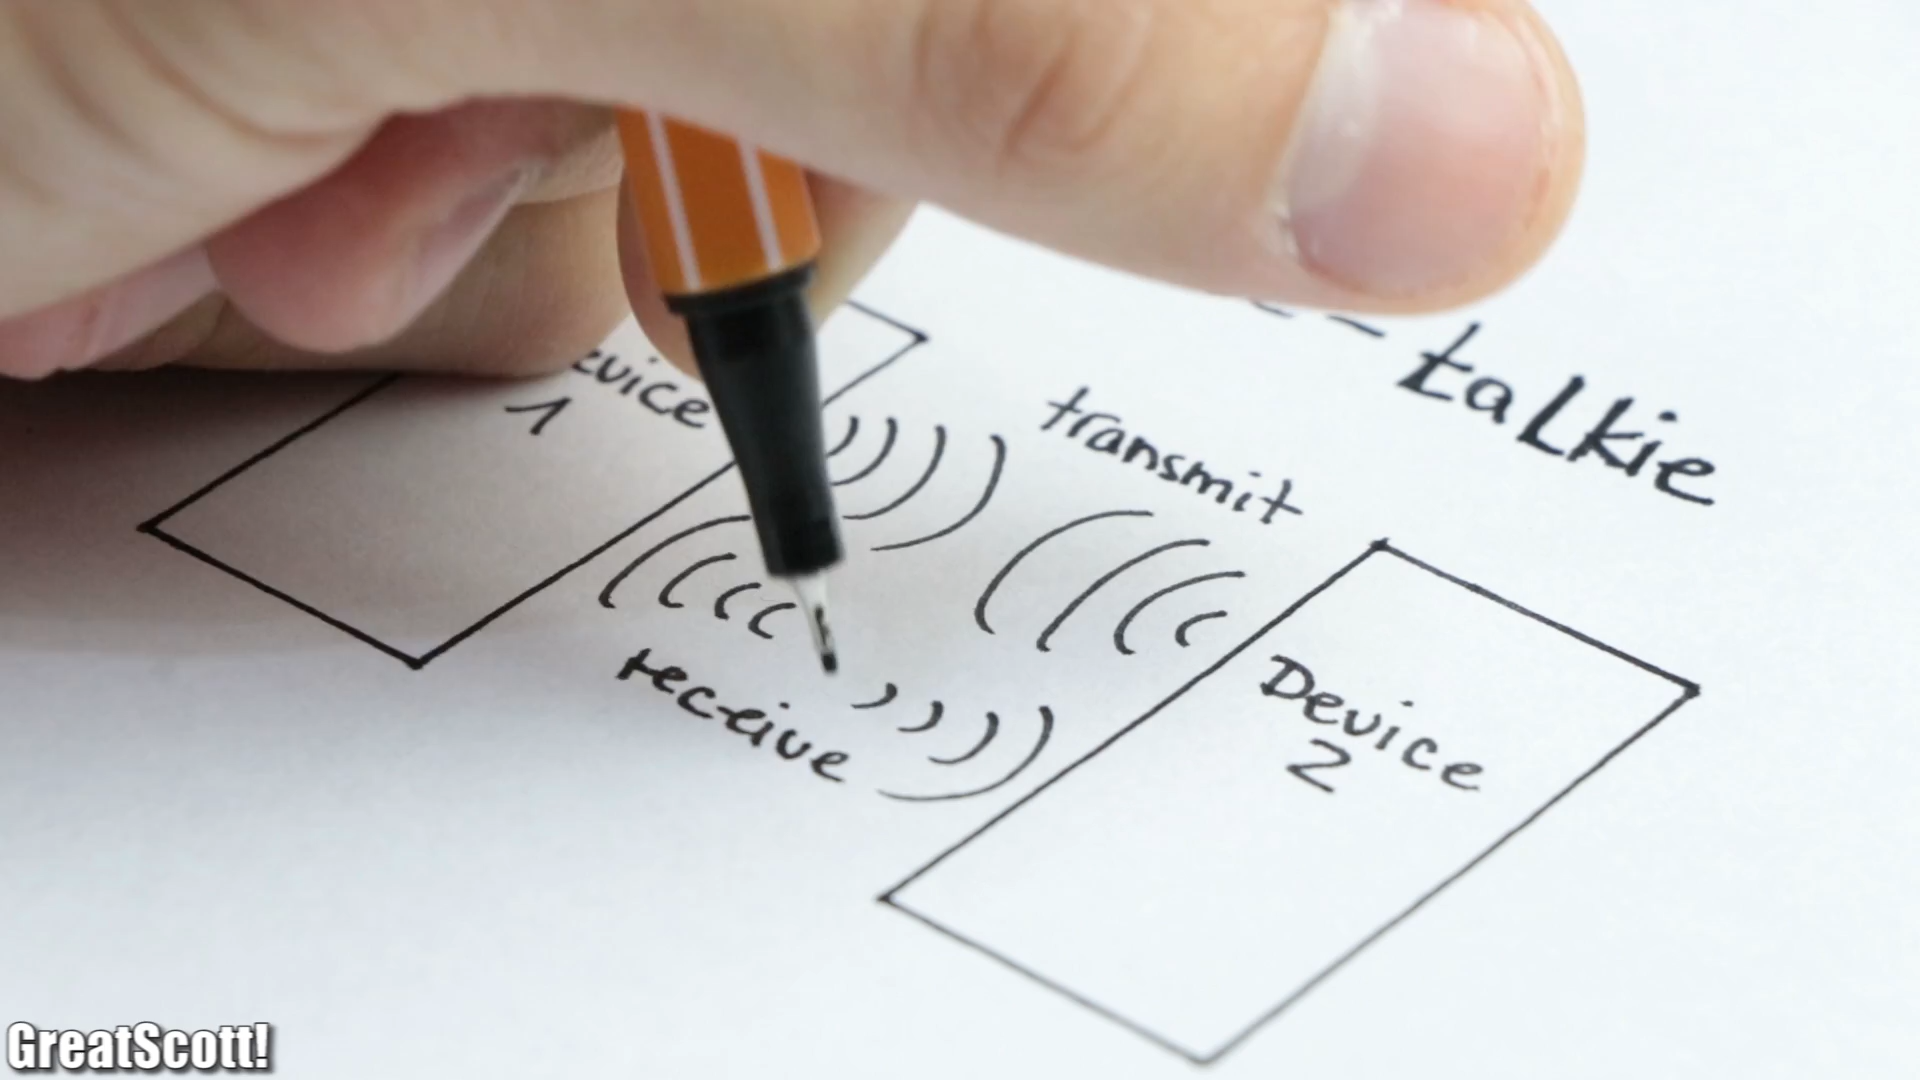 talkie
transmit
evice
1
receive
Device
2
GreatScott!